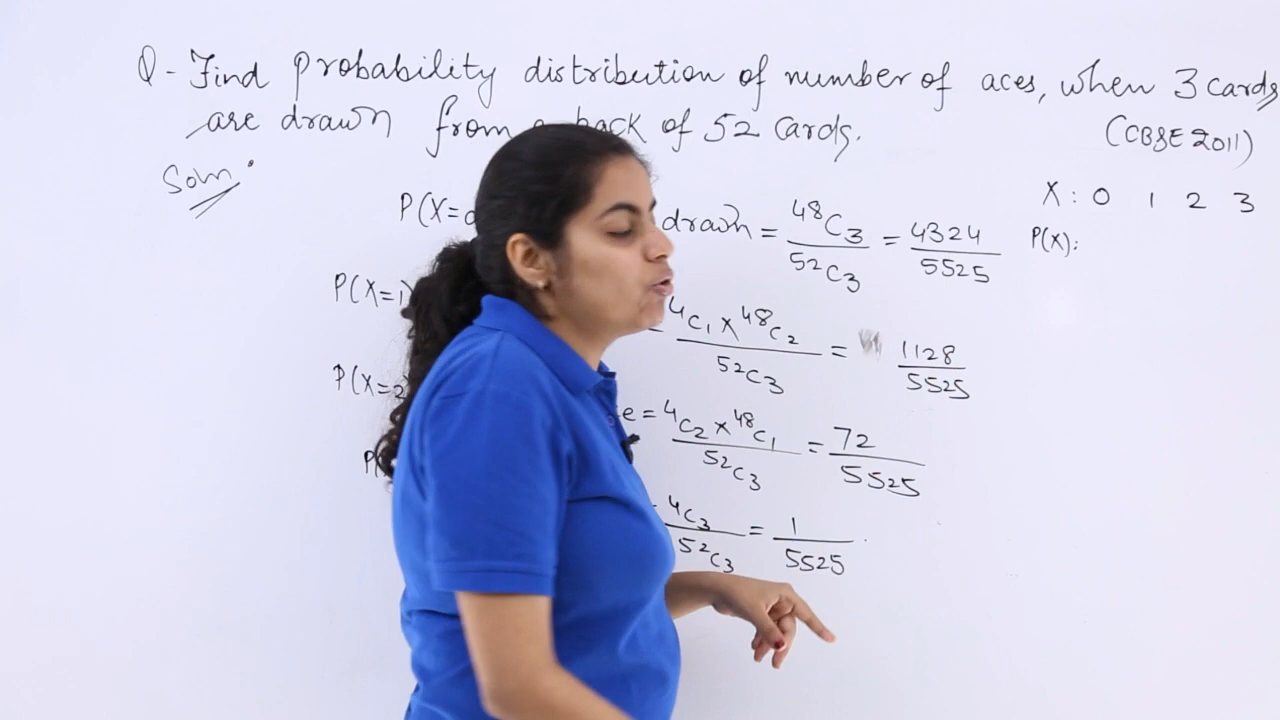 Q - Find probability distribution of number of aces, when 3 cards
are drawn from a pack of 52 cards. (CBSE 2011)
Soln:
X : 0 1 2 3
P(X=0 drawn = ⁴⁸C₃ / ⁵²C₃ = 4324 / 5525
P(X):
P(X=1) = ⁴C₁ × ⁴⁸C₂ / ⁵²C₃ = 1128 / 5525
P(X=2) = ⁴C₂ × ⁴⁸C₁ / ⁵²C₃ = 72 / 5525
P( = ⁴C₃ / ⁵²C₃ = 1 / 5525